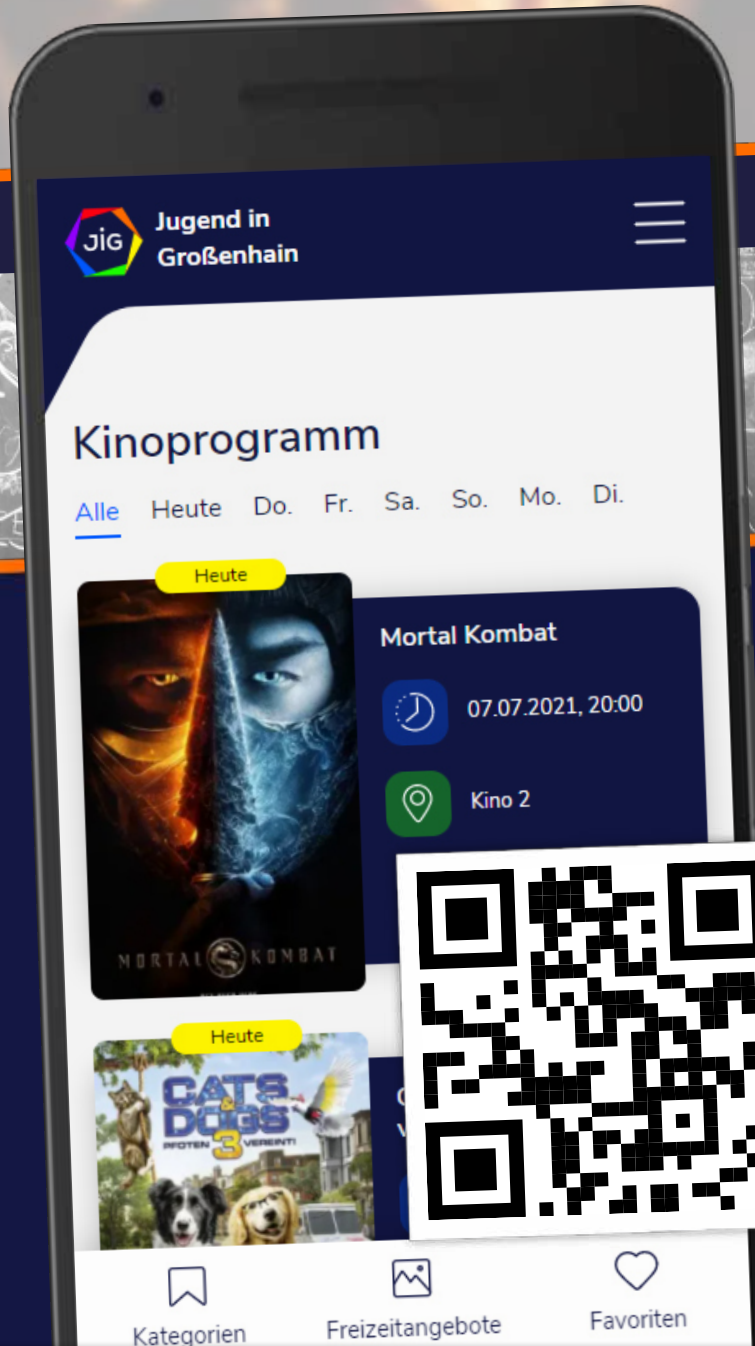 JiG
Jugend in
Großenhain
Kinoprogramm
Alle Heute Do. Fr. Sa. So. Mo. Di.
Heute
Mortal Kombat
07.07.2021, 20:00
Kino 2
MORTAL KOMBAT
Heute
CATS
&
DOGS
3
PFOTEN VEREINT!
Kategorien
Freizeitangebote
Favoriten